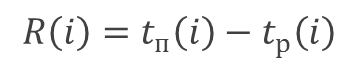 R(i) = tп(i) − tр(i)